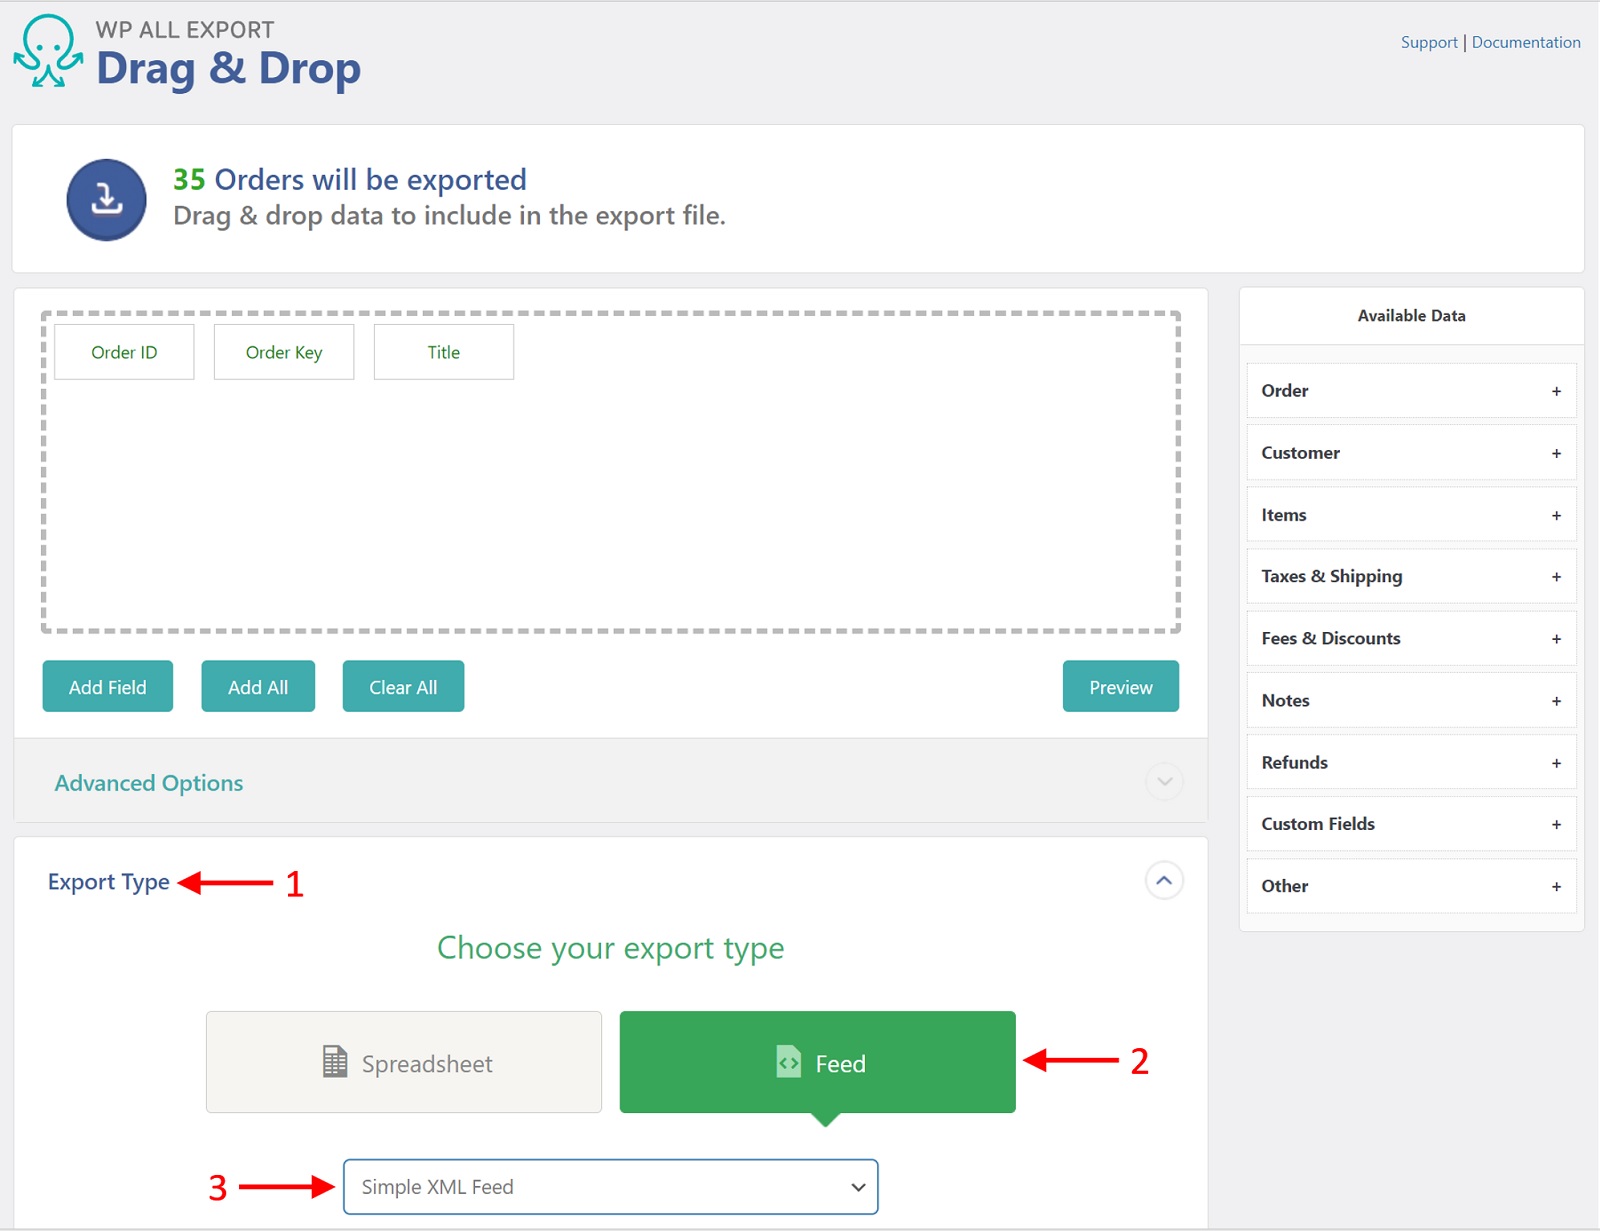 WP ALL EXPORT
Drag & Drop
Support | Documentation
35 Orders will be exported
Drag & drop data to include in the export file.
Order ID
Order Key
Title
Add Field
Add All
Clear All
Preview
Advanced Options
Export Type
1
Choose your export type
Spreadsheet
Feed
2
3
Simple XML Feed
Available Data
Order +
Customer +
Items +
Taxes & Shipping +
Fees & Discounts +
Notes +
Refunds +
Custom Fields +
Other +